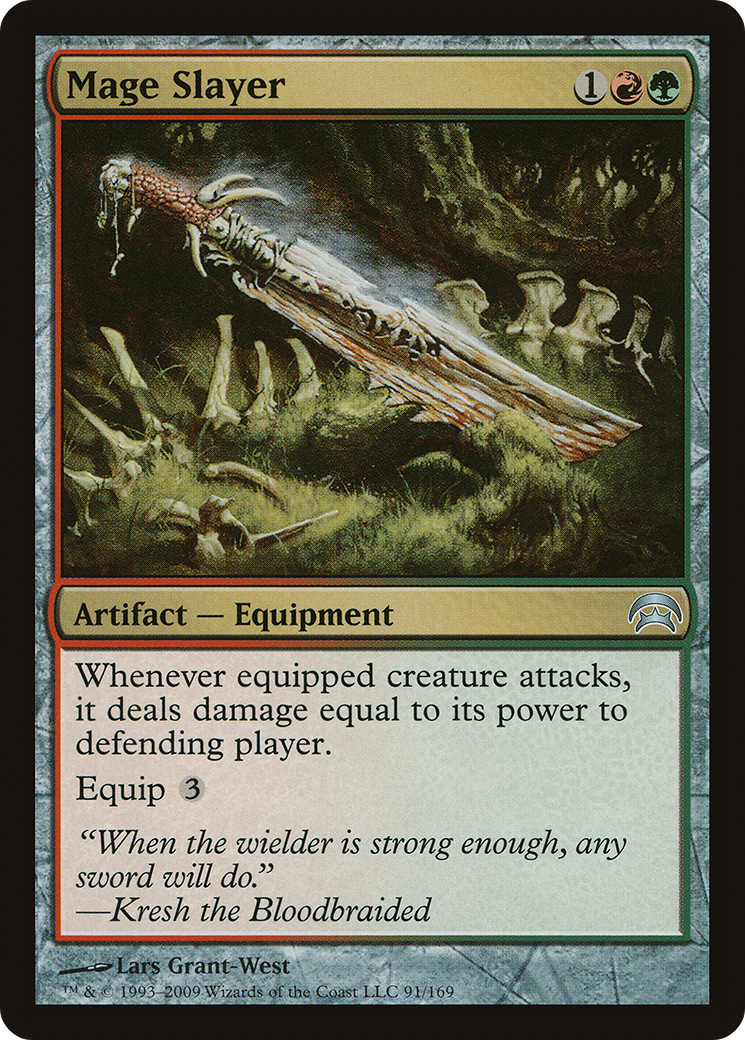 Mage Slayer 1
Artifact — Equipment
Whenever equipped creature attacks,
it deals damage equal to its power to
defending player.
Equip 3
“When the wielder is strong enough, any
sword will do.”
—Kresh the Bloodbraided
Lars Grant-West
™ & © 1993–2009 Wizards of the Coast LLC 91/169